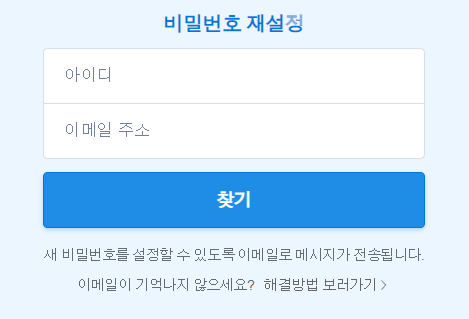 비밀번호 재설정
아이디
이메일 주소
찾기
새 비밀번호를 설정할 수 있도록 이메일로 메시지가 전송됩니다.
이메일이 기억나지 않으세요? 해결방법 보러가기 >